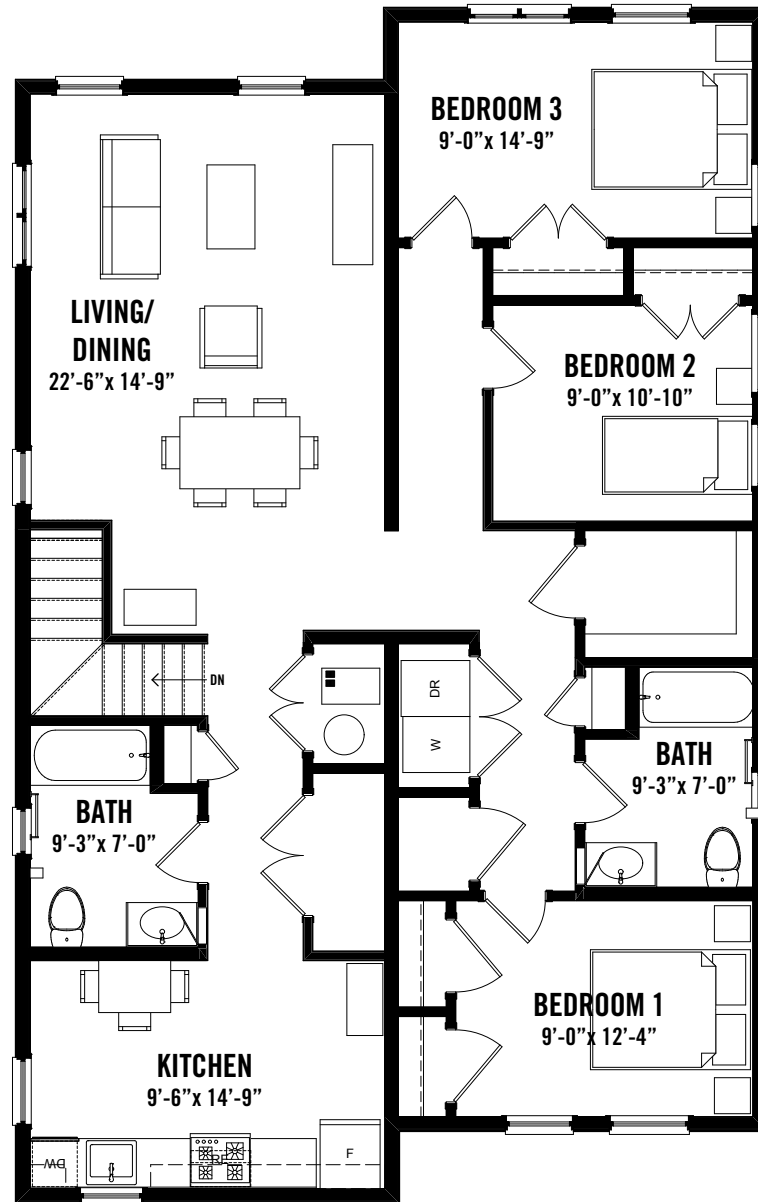 BEDROOM 3
9’-0”x 14’-9”
LIVING/
DINING
22’-6”x 14’-9”
BEDROOM 2
9’-0”x 10’-10”
DN
DR
W
BATH
9’-3”x 7’-0”
BATH
9’-3”x 7’-0”
BEDROOM 1
9’-0”x 12’-4”
KITCHEN
9’-6”x 14’-9”
DW
F